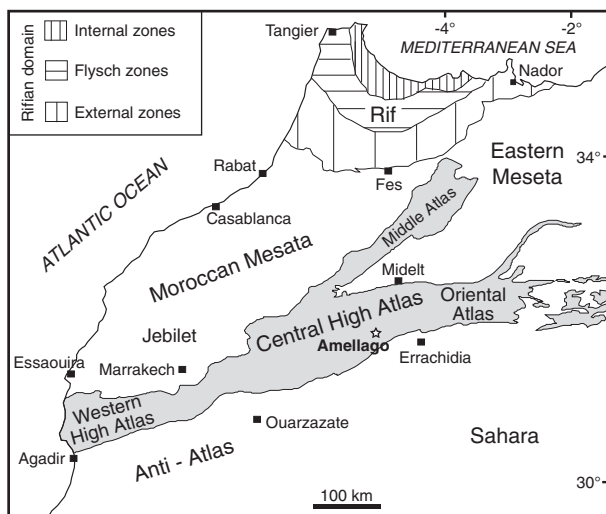 Rifian domain
Internal zones
Flysch zones
External zones
Tangier
-4°
-2°
MEDITERRANEAN SEA
Nador
Rif
Eastern
Meseta
34°
Rabat
Fes
ATLANTIC OCEAN
Casablanca
Middle Atlas
Moroccan Mesata
Midelt
Central High Atlas
Oriental
Atlas
Jebilet
Amellago
Errachidia
Essaouira
Marrakech
Western
High Atlas
Ouarzazate
Anti - Atlas
Sahara
Agadir
30°
100 km